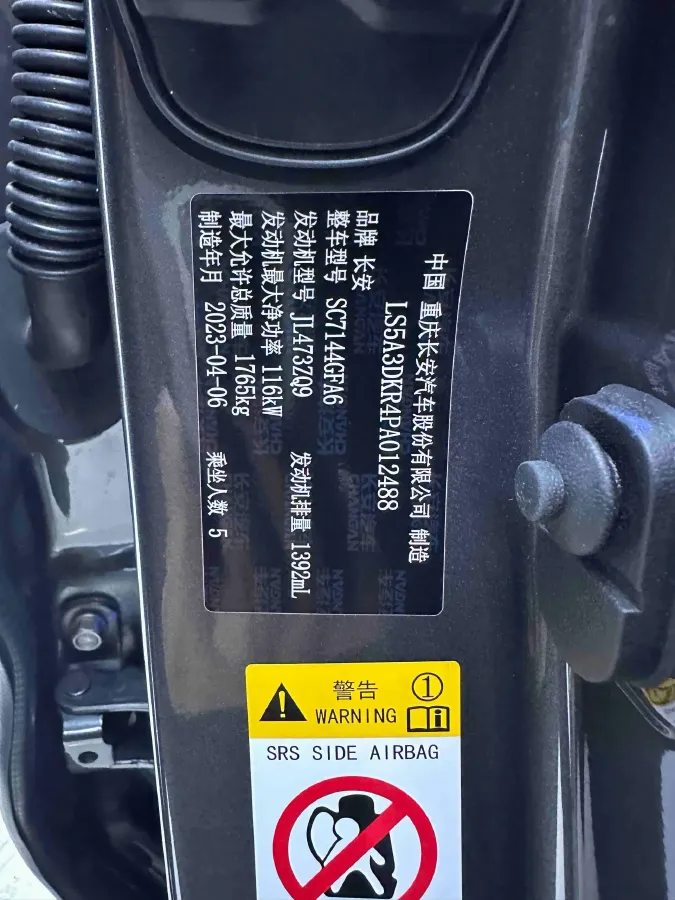 中国 重庆长安汽车股份有限公司 制造
LS5A3DKR4PA012488
品牌 长安
整车型号 SC7144GFA6
发动机型号 JL473ZQ9 发动机排量 1392mL
发动机最大净功率 116kW
最大允许总质量 1765kg
制造年月 2023-04-06 乘坐人数 5
警告 1
WARNING
SRS SIDE AIRBAG